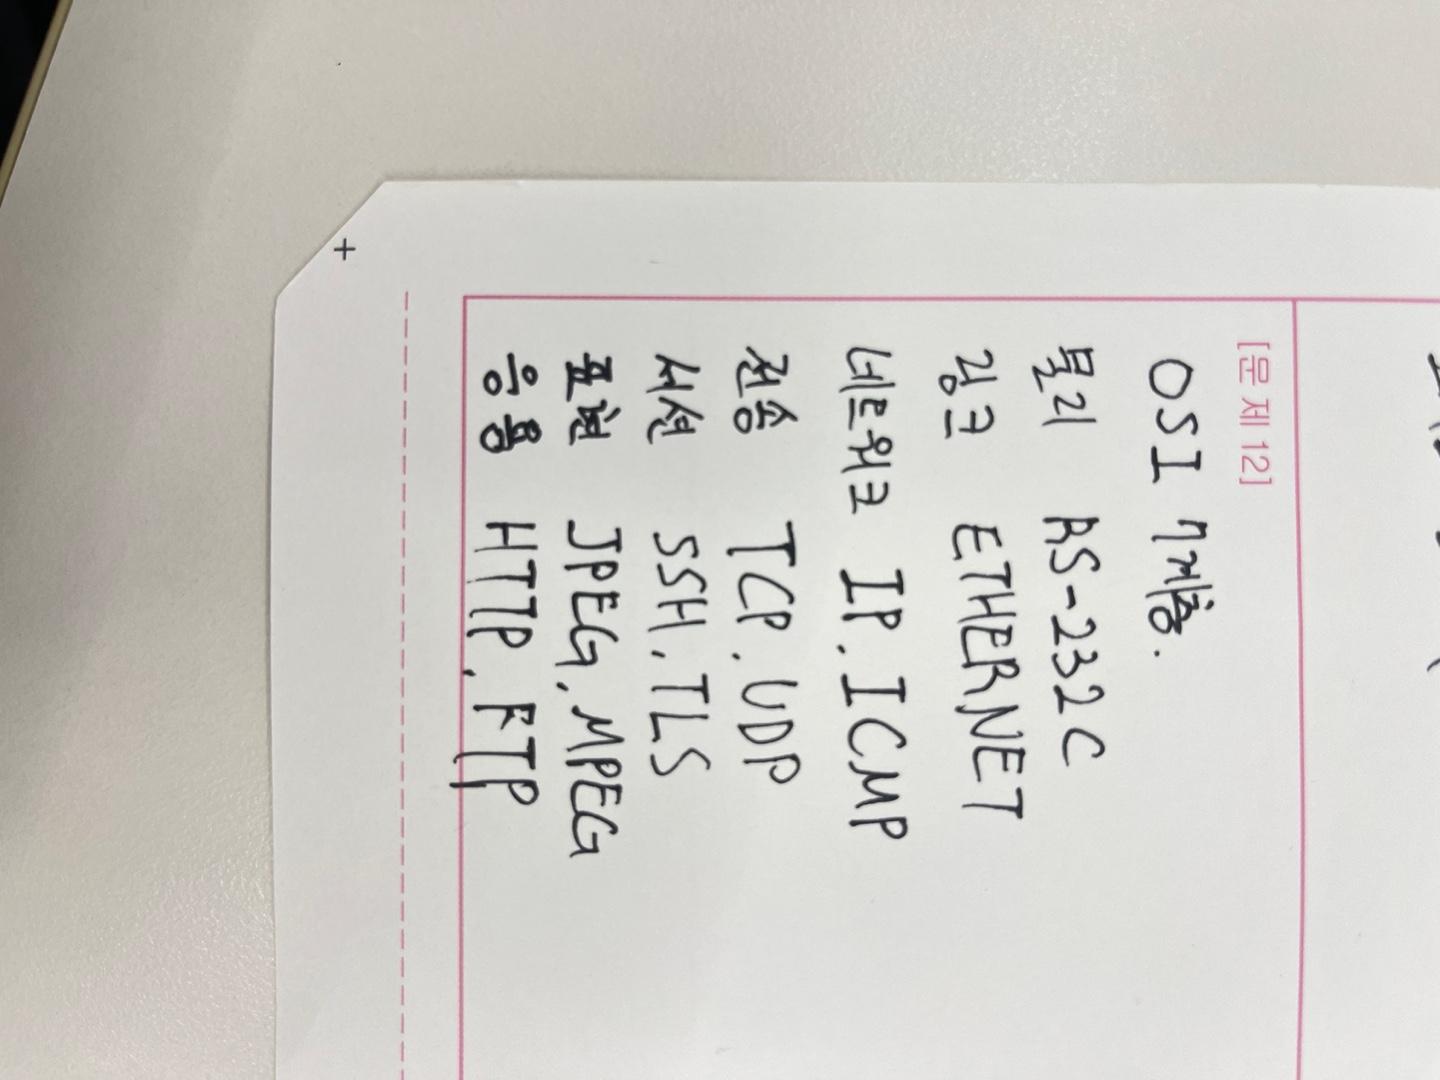 [문제 12]
OSI 7계층.
물리 RS-232C
링크 ETHERNET
네트워크 IP, ICMP
전송 TCP, UDP
세션 SSH, TLS
표현 JPEG, MPEG
응용 HTTP, FTP